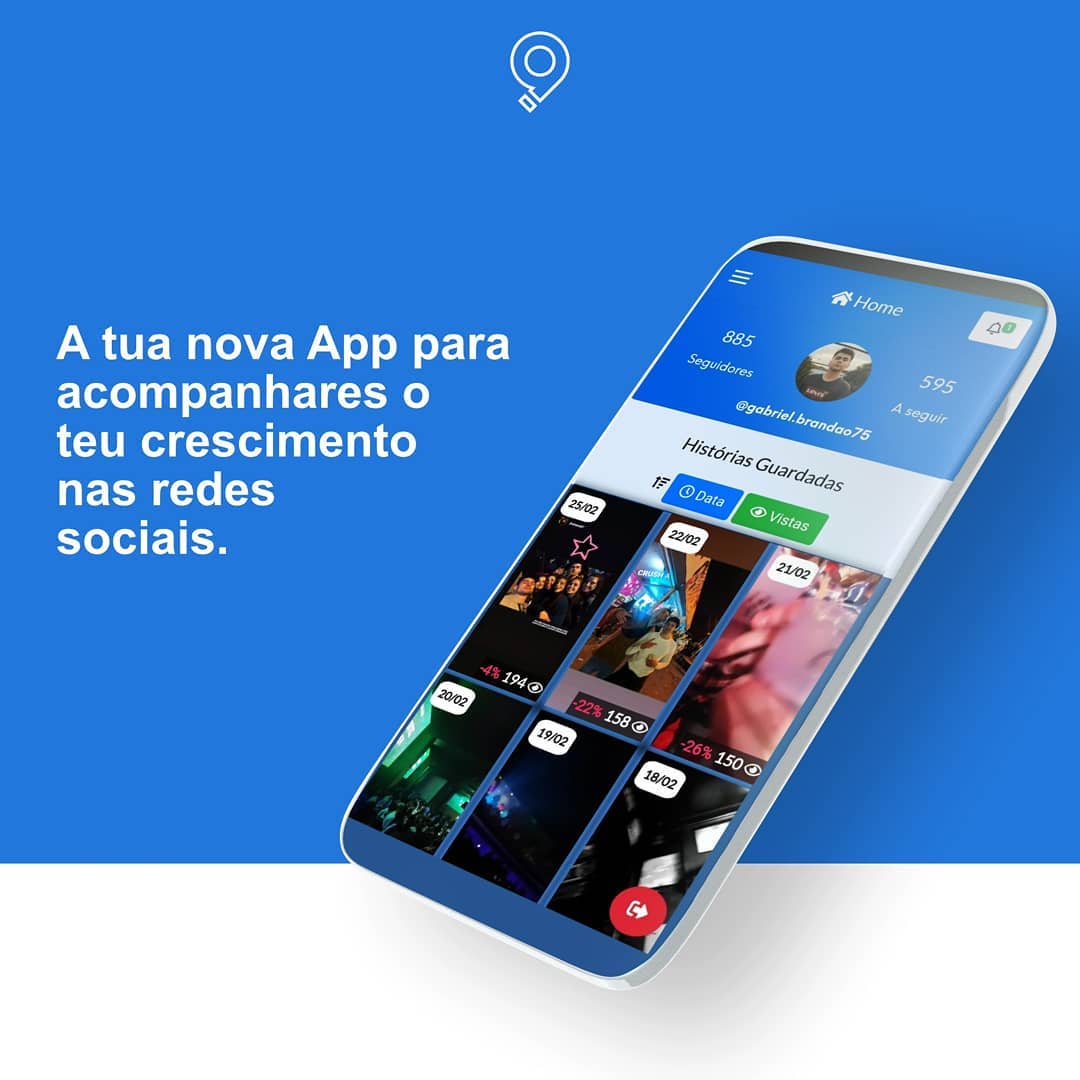 A tua nova App para
acompanhares o
teu crescimento
nas redes
sociais.
Home
1
885
Seguidores
595
A seguir
@gabriel.brandao75
Histórias Guardadas
Data
Vistas
25/02
22/02
21/02
CRUSH A
-4% 194
-22% 158
-26% 150
20/02
19/02
18/02